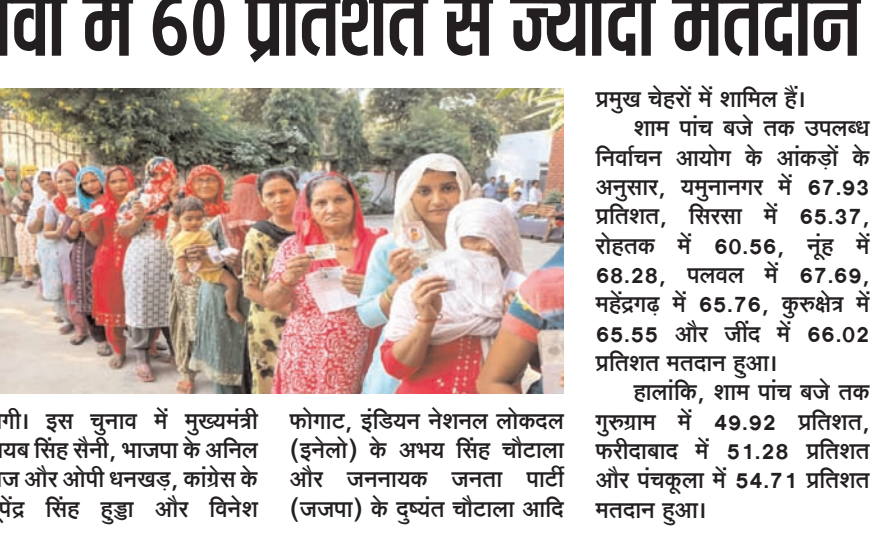 में 60 प्रतिशत से ज्यादा मतदान
इस चुनाव में मुख्यमंत्री
सिंह सैनी, भाजपा के अनिल
और ओपी धनखड़, कांग्रेस के
सिंह हुड्डा और विनेश
फोगाट, इंडियन नेशनल लोकदल
(इनेलो) के अभय सिंह चौटाला
और जननायक जनता पार्टी
(जजपा) के दुष्यंत चौटाला आदि
प्रमुख चेहरों में शामिल हैं।
शाम पांच बजे तक उपलब्ध
निर्वाचन आयोग के आंकड़ों के
अनुसार, यमुनानगर में 67.93
प्रतिशत, सिरसा में 65.37,
रोहतक में 60.56, नूंह में
68.28, पलवल में 67.69,
महेंद्रगढ़ में 65.76, कुरुक्षेत्र में
65.55 और जींद में 66.02
प्रतिशत मतदान हुआ।
हालांकि, शाम पांच बजे तक
गुरुग्राम में 49.92 प्रतिशत,
फरीदाबाद में 51.28 प्रतिशत
और पंचकूला में 54.71 प्रतिशत
मतदान हुआ।